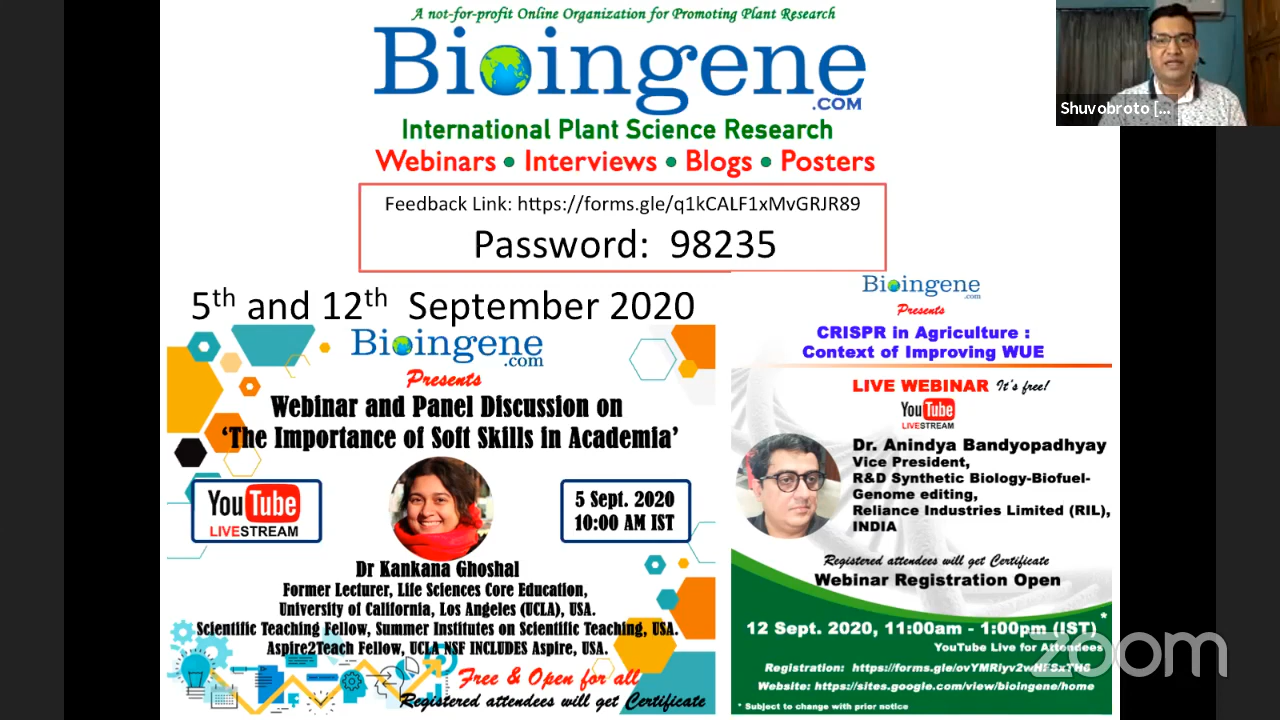 A not-for-profit Online Organization for Promoting Plant Research
Bioingene
.COM
International Plant Science Research
Webinars • Interviews • Blogs • Posters
Feedback Link: https://forms.gle/q1kCALF1xMvGRJR89
Password: 98235
Shuvobroto [...
5th and 12th September 2020
Bioingene
.com
Presents
Webinar and Panel Discussion on
‘The Importance of Soft Skills in Academia’
YouTube
LIVESTREAM
5 Sept. 2020
10:00 AM IST
Dr Kankana Ghoshal
Former Lecturer, Life Sciences Core Education,
University of California, Los Angeles (UCLA), USA.
Scientific Teaching Fellow, Summer Institutes on Scientific Teaching, USA.
Aspire2Teach Fellow, UCLA NSF INCLUDES Aspire, USA.
Free & Open for all
Registered attendees will get Certificate
Bioingene
.com
Presents
CRISPR in Agriculture :
Context of Improving WUE
LIVE WEBINAR It's free!
YouTube
LIVESTREAM
Dr. Anindya Bandyopadhyay
Vice President,
R&D Synthetic Biology-Biofuel-
Genome editing,
Reliance Industries Limited (RIL),
INDIA
Registered attendees will get Certificate
Webinar Registration Open
12 Sept. 2020, 11:00am - 1:00pm (IST) *
YouTube Live for Attendees
Registration:
Website: https://sites.google.com/view/bioingene/home
* Subject to change with prior notice
zoom